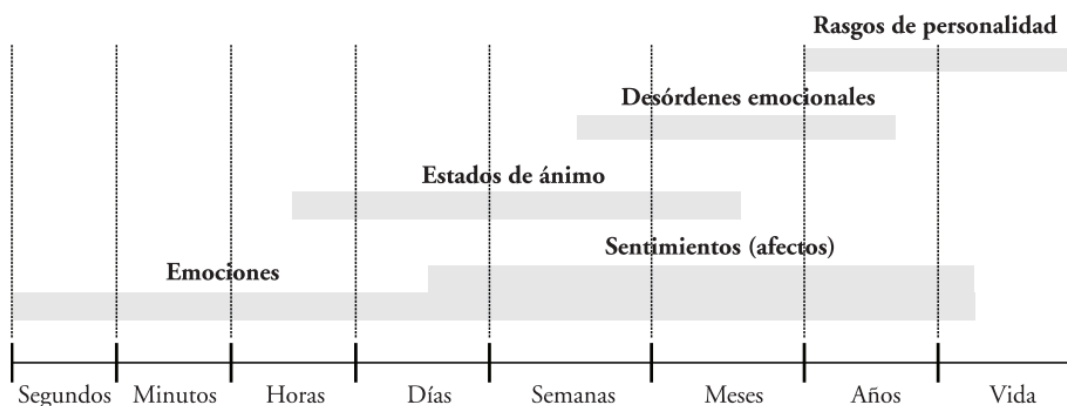 Rasgos de personalidad
Desórdenes emocionales
Estados de ánimo
Sentimientos (afectos)
Emociones
Segundos Minutos Horas Días Semanas Meses Años Vida